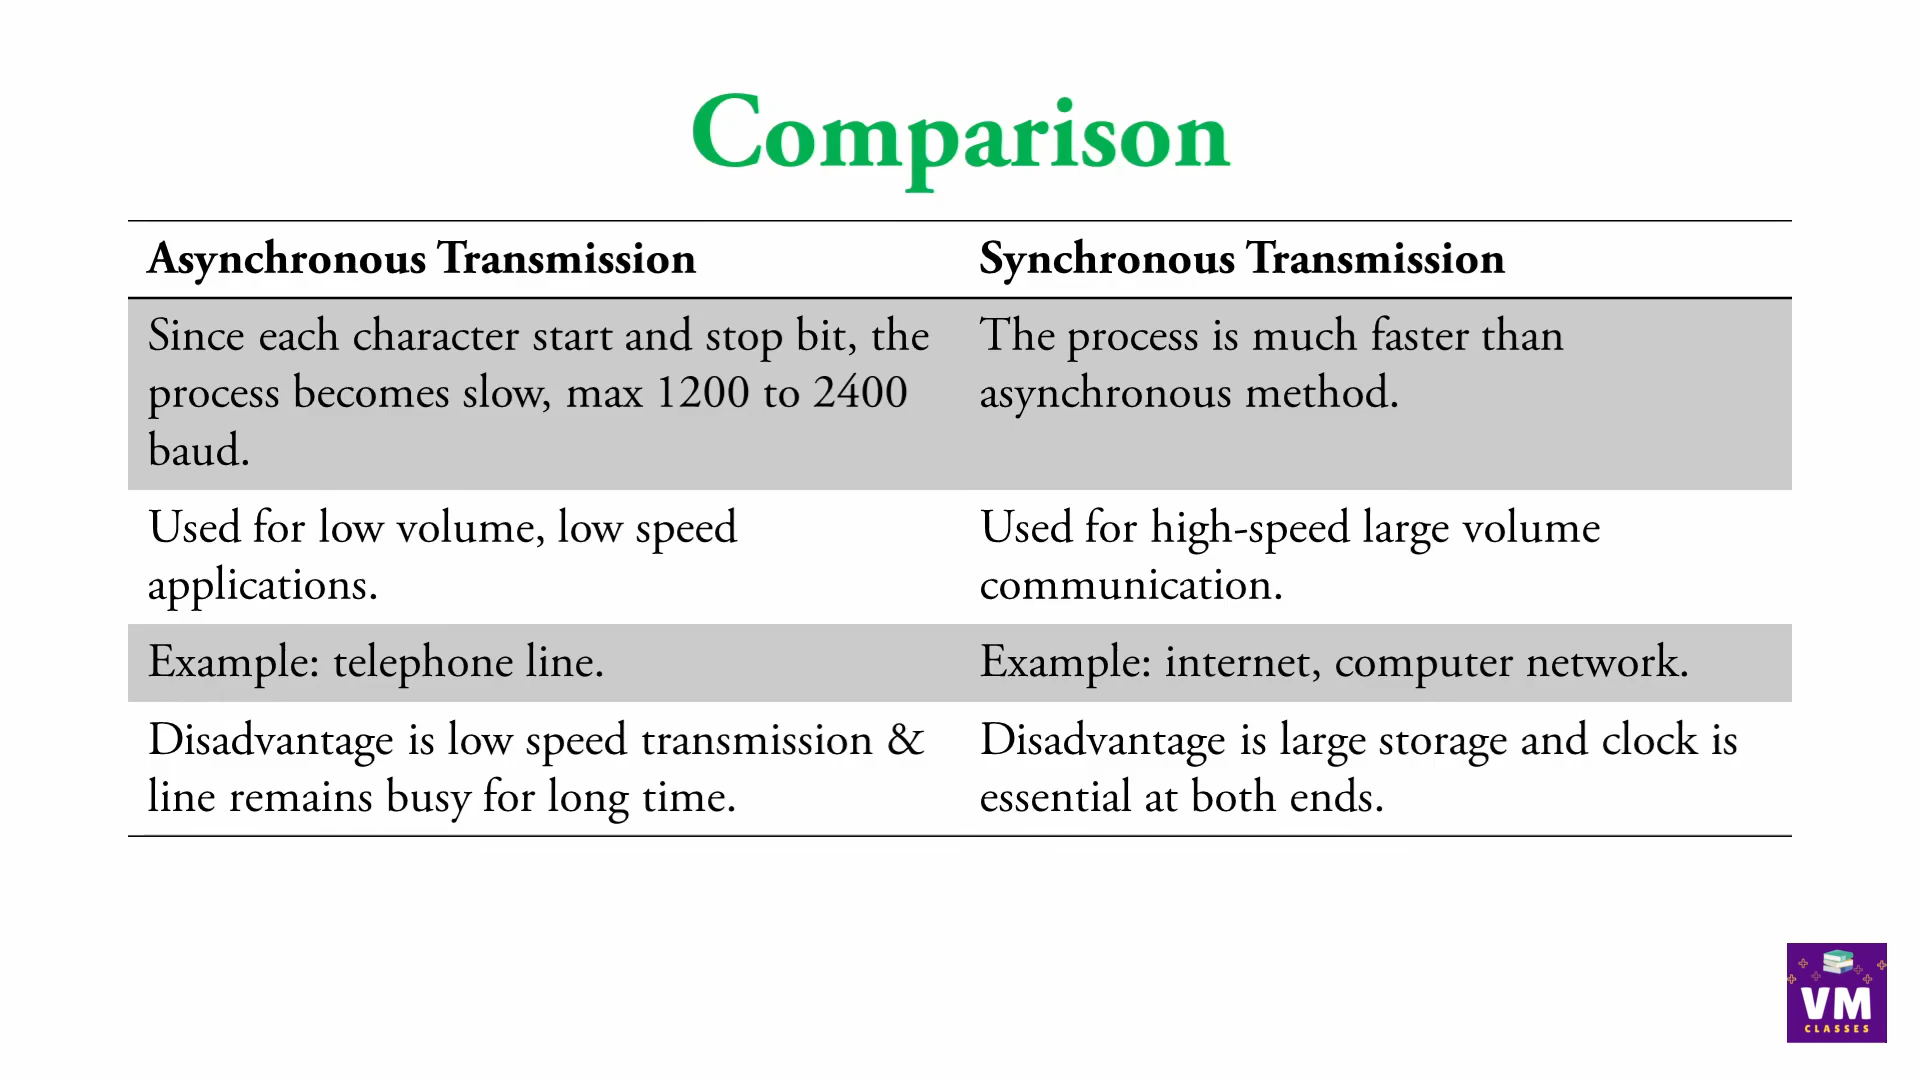 Comparison
Asynchronous Transmission
Synchronous Transmission
Since each character start and stop bit, the
process becomes slow, max 1200 to 2400
baud.
The process is much faster than
asynchronous method.
Used for low volume, low speed
applications.
Used for high-speed large volume
communication.
Example: telephone line.
Example: internet, computer network.
Disadvantage is low speed transmission &
line remains busy for long time.
Disadvantage is large storage and clock is
essential at both ends.
VM
CLASSES